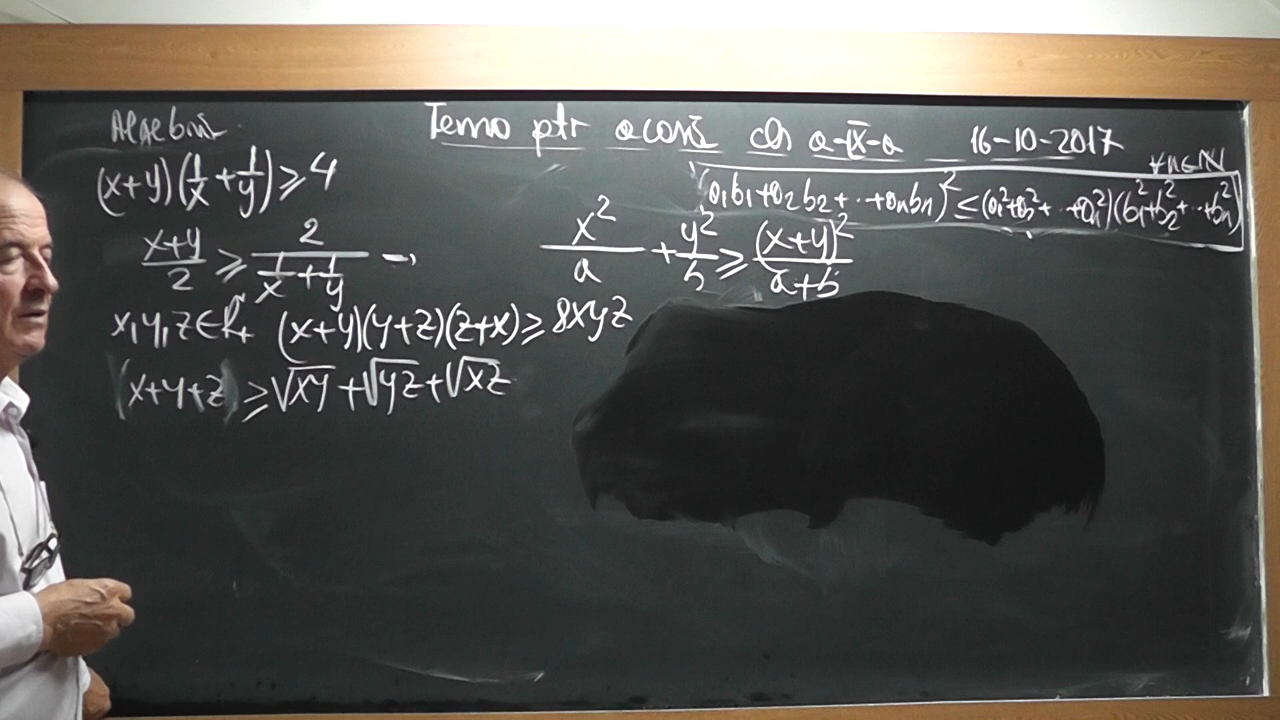 Algebră Temă ptr acasă cls a-IX-a 16-10-2017
∀n∈N
(x+y)(1/x+1/y)≥4
(a₁b₁+a₂b₂+...+aₙbₙ)²≤(a₁²+a₂²+...+aₙ²)(b₁²+b₂²+...+bₙ²)
(x+y)/2≥2/(1/x+1/y)
x²/a+y²/b≥(x+y)²/(a+b)
x,y,z∈R₊ (x+y)(y+z)(z+x)≥8xyz
(x+y+z)≥√xy+√yz+√xz